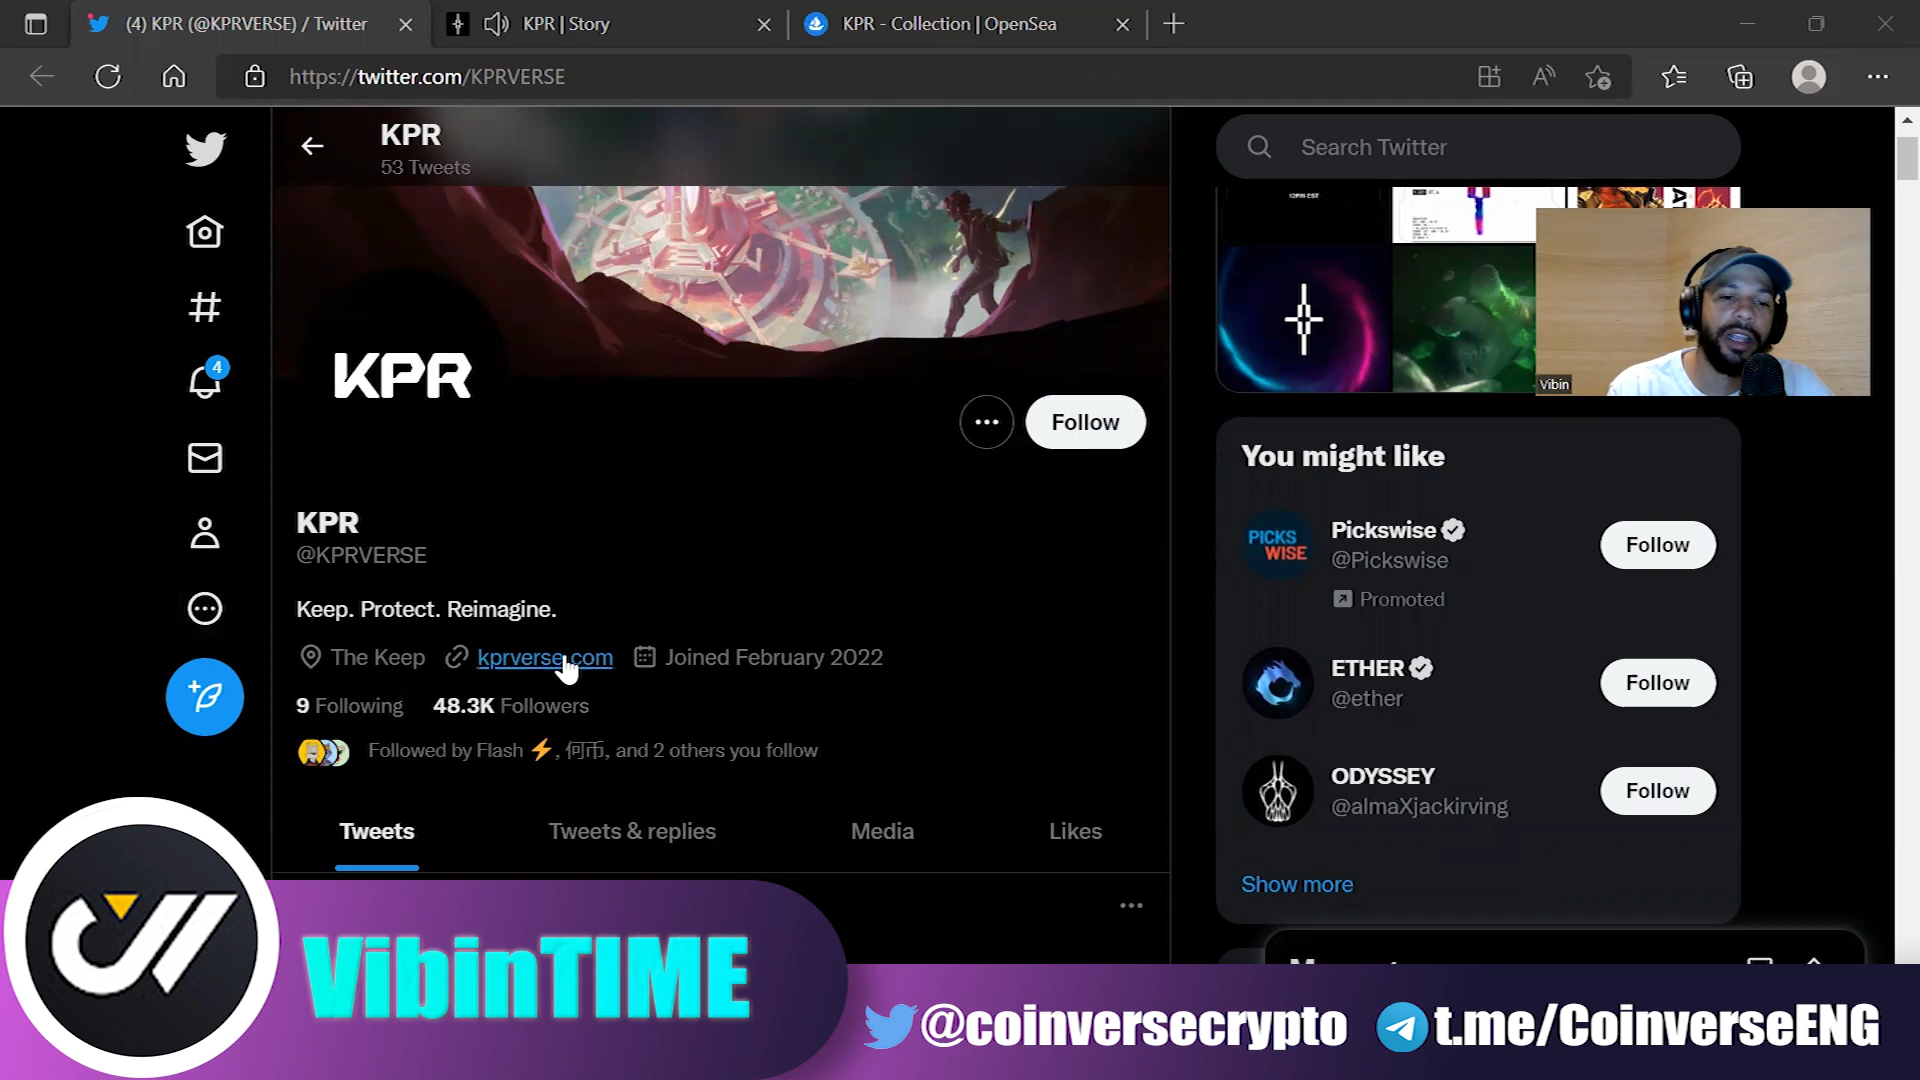 (4) KPR (@KPRVERSE) / Twitter
KPR | Story
KPR - Collection | OpenSea
https://twitter.com/KPRVERSE
KPR
53 Tweets
Search Twitter
12PM EST
KPR
Vibin
4
Follow
You might like
KPR
@KPRVERSE
PICKS WISE
Pickswise
@Pickswise
Follow
Promoted
Keep. Protect. Reimagine.
The Keep kprverse.com Joined February 2022
ETHER
@ether
Follow
9 Following 48.3K Followers
Followed by Flash ⚡, 何币, and 2 others you follow
ODYSSEY
@almaXjackirving
Follow
Tweets Tweets & replies Media Likes
Show more
VibinTIME
@coinversecrypto t.me/CoinverseENG